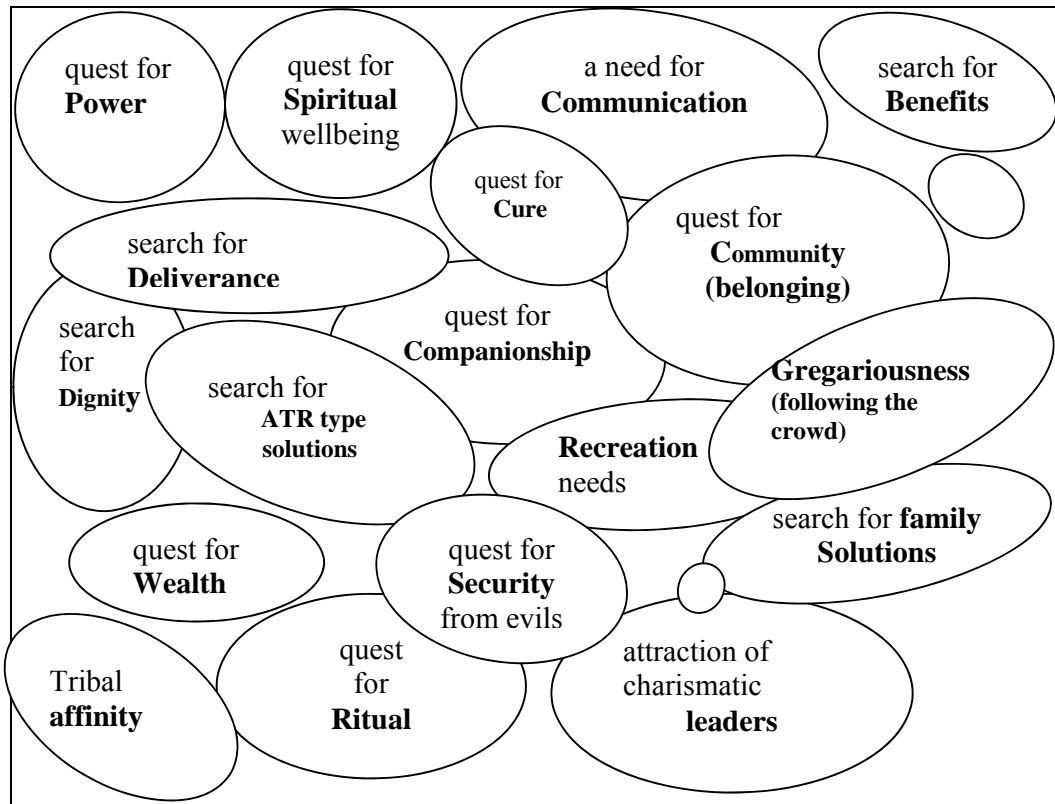 quest for
Power
quest for
Spiritual
wellbeing
a need for
Communication
search for
Benefits
quest for
Cure
quest for
Community
(belonging)
search for
Deliverance
quest for
Companionship
search
for
Dignity
search for
ATR type
solutions
Gregariousness
(following the
crowd)
Recreation
needs
search for family
Solutions
quest for
Wealth
quest for
Security
from evils
Tribal
affinity
quest
for
Ritual
attraction of
charismatic
leaders